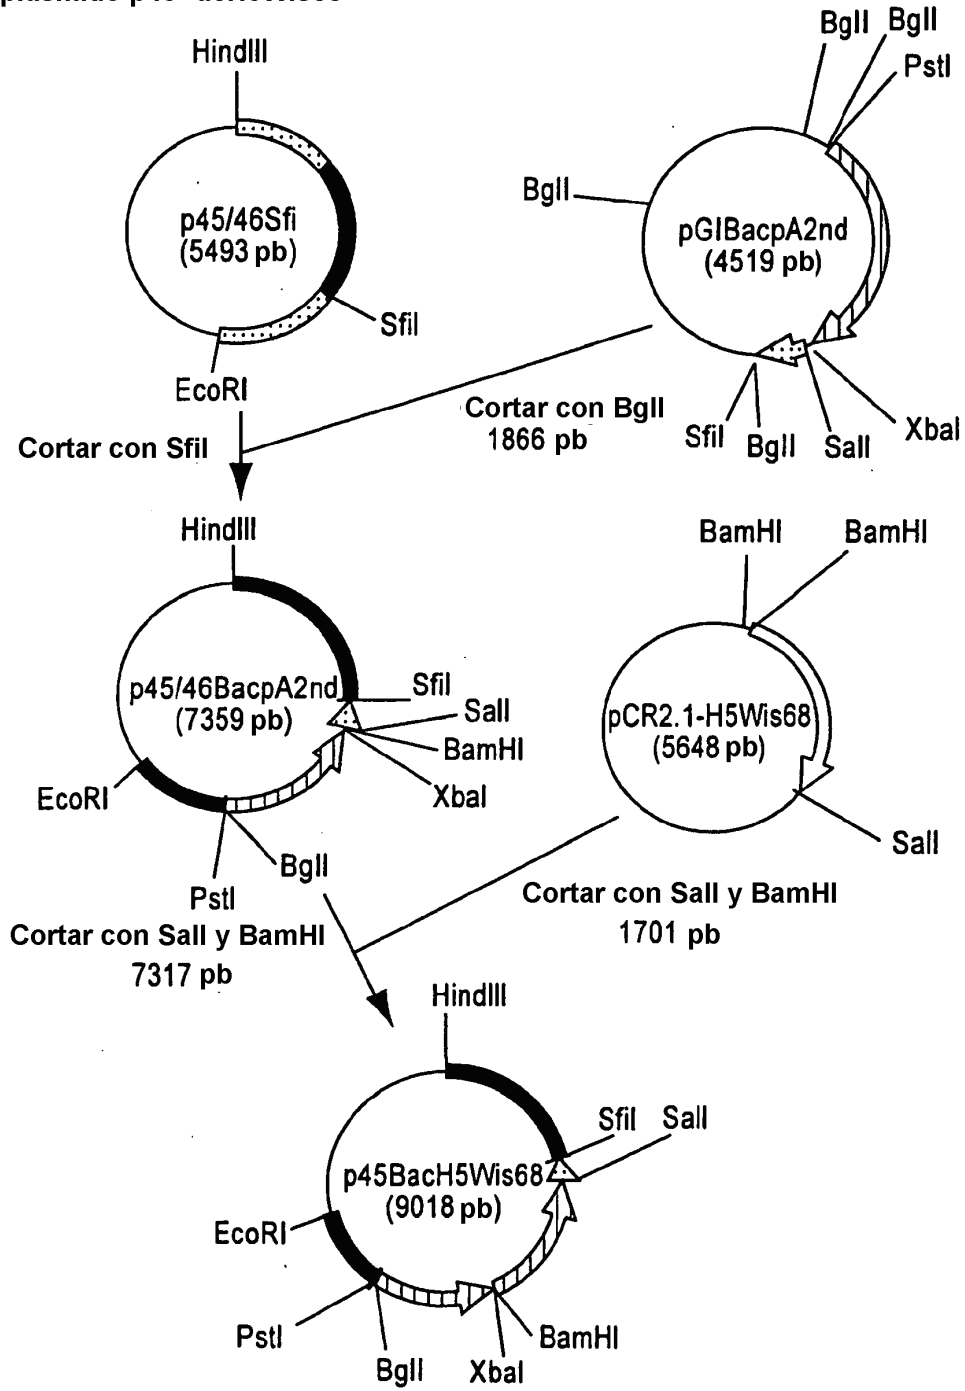 HindIII
BglI
BglI
PstI
BglI
p45/46Sfi
(5493 pb)
pGIBacpA2nd
(4519 pb)
SfiI
EcoRI
Cortar con SfiI
Cortar con BglI
1866 pb
SfiI
BglI
SalI
XbaI
HindIII
BamHI
BamHI
p45/46BacpA2nd
(7359 pb)
SfiI
SalI
BamHI
XbaI
EcoRI
BglI
PstI
pCR2.1-H5Wis68
(5648 pb)
SalI
Cortar con SalI y BamHI
7317 pb
Cortar con SalI y BamHI
1701 pb
HindIII
SfiI
SalI
p45BacH5Wis68
(9018 pb)
EcoRI
PstI
BglI
XbaI
BamHI